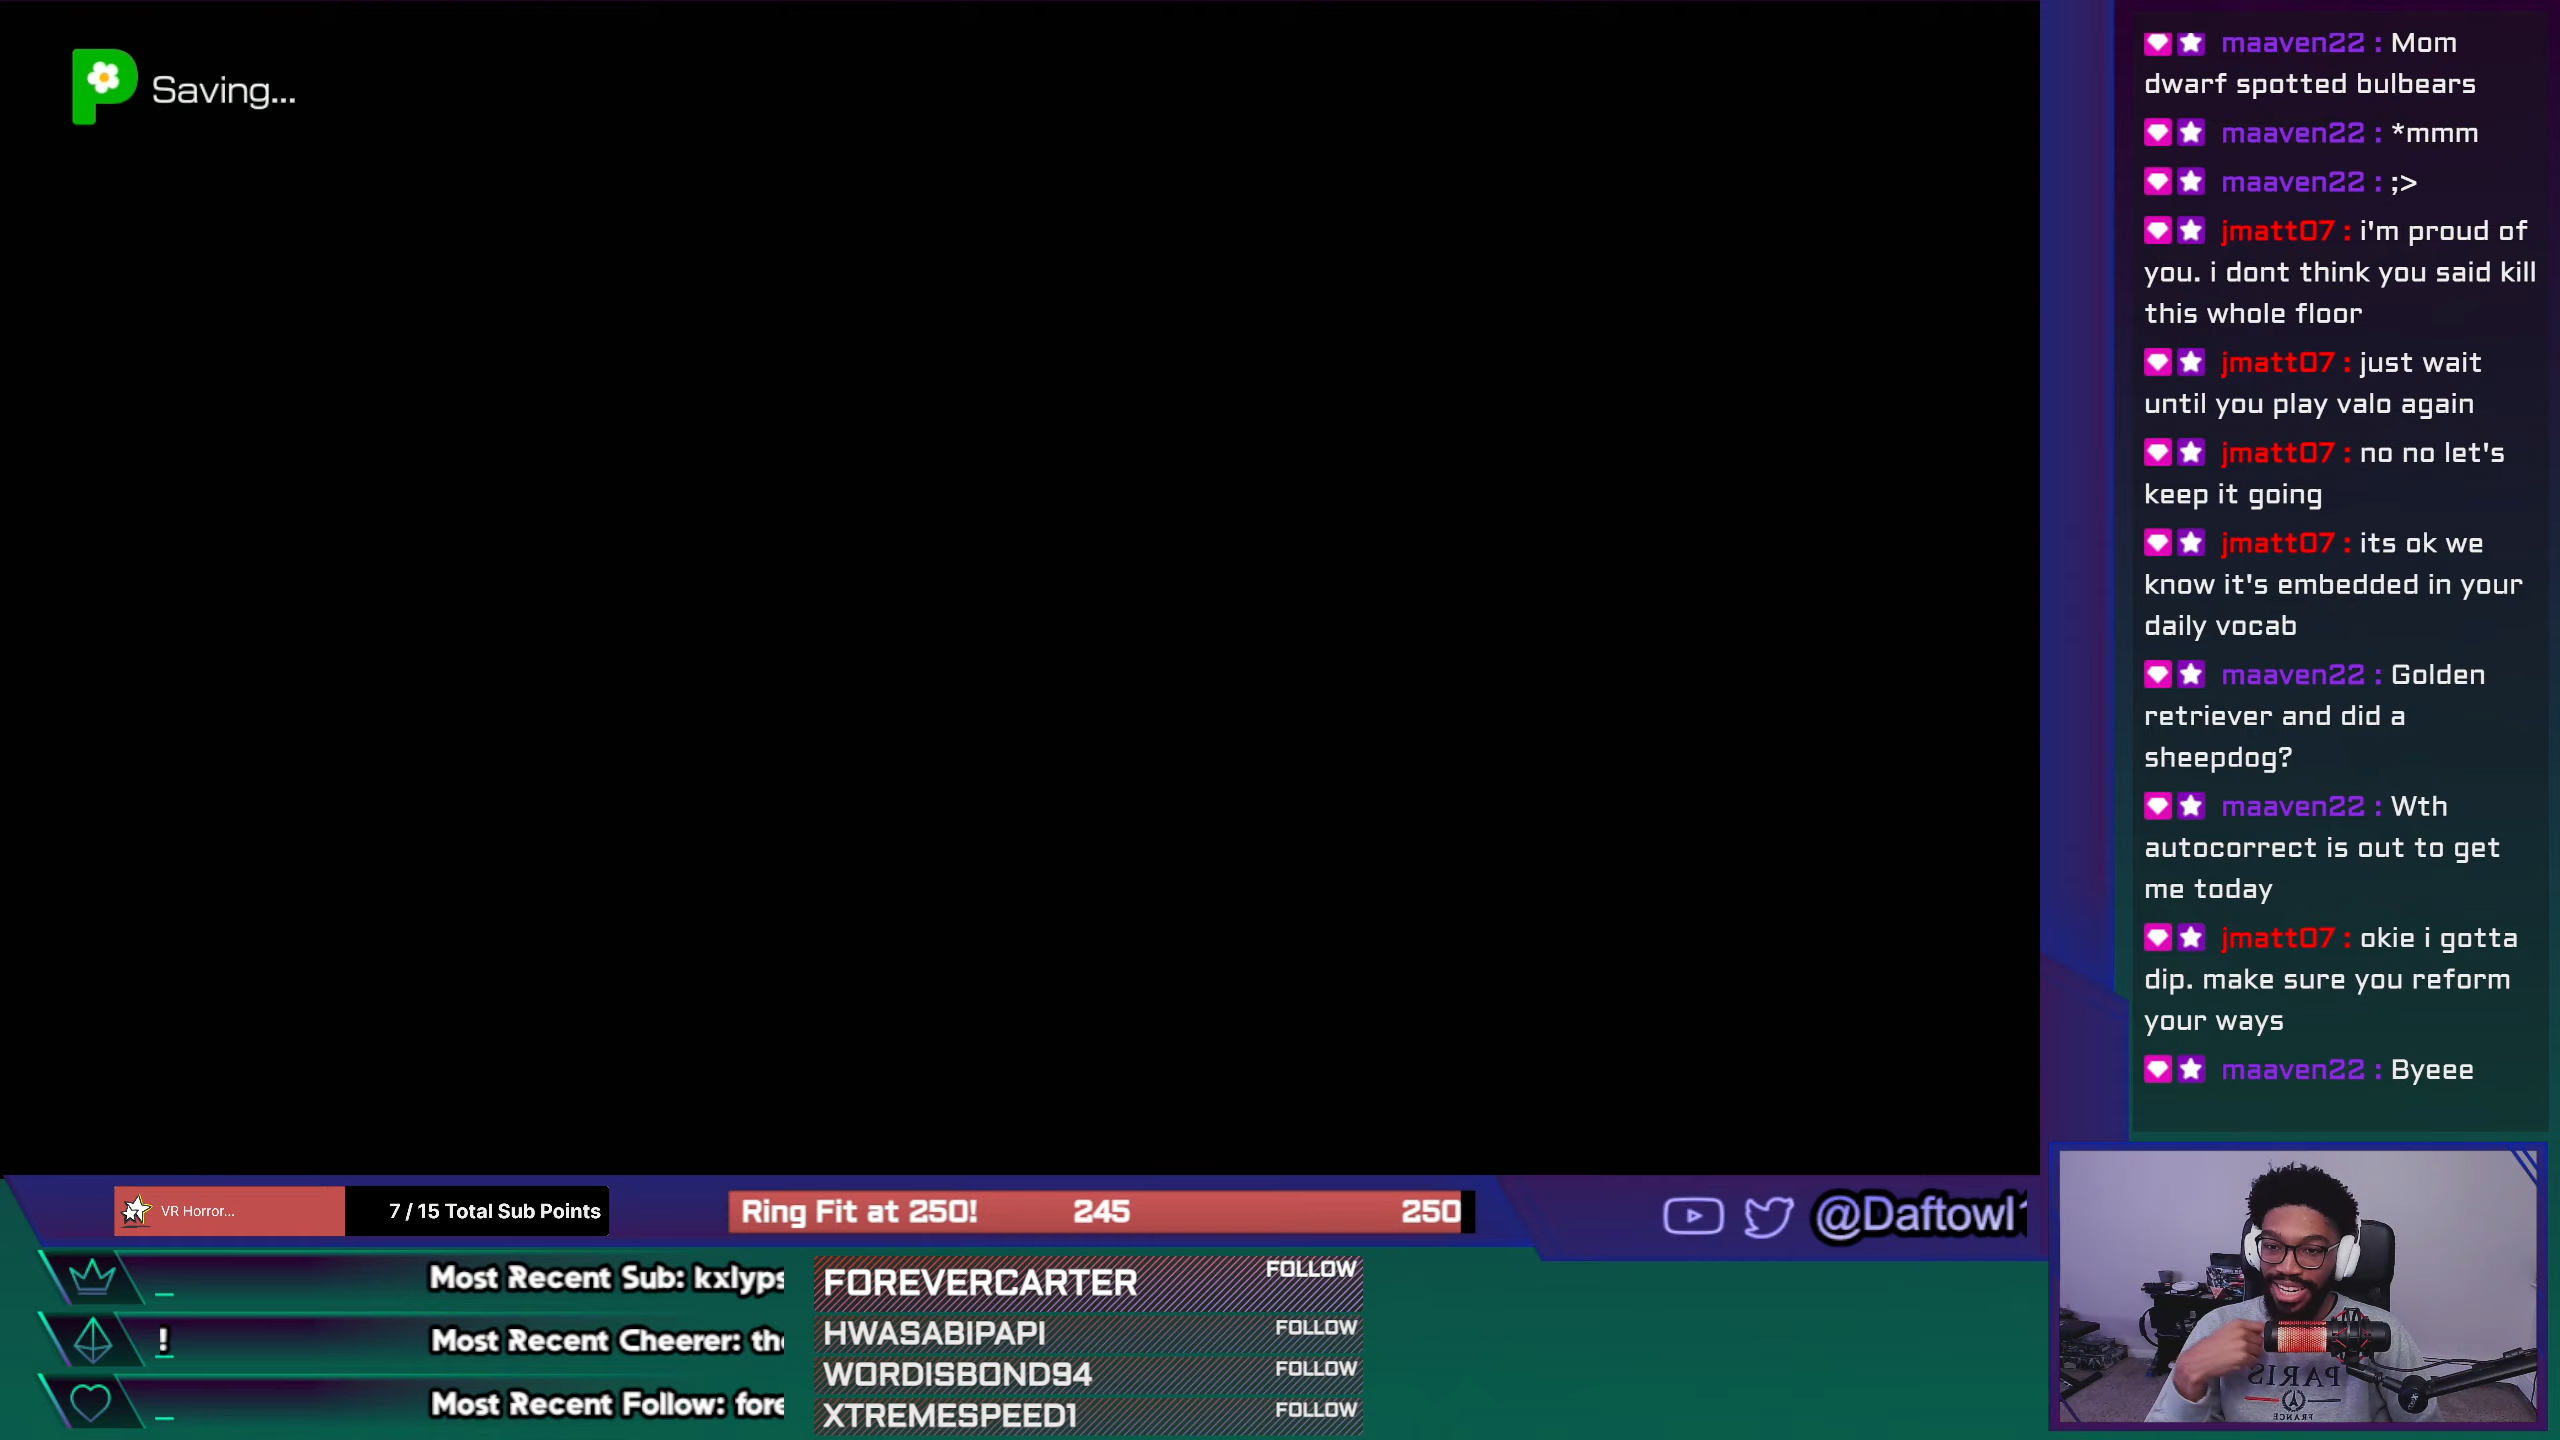 P Saving...
maaven22 : Mom
dwarf spotted bulbears
maaven22 : *mmm
maaven22 : ;>
jmatt07 : i'm proud of
you. i dont think you said kill
this whole floor
jmatt07 : just wait
until you play valo again
jmatt07 : no no let's
keep it going
jmatt07 : its ok we
know it's embedded in your
daily vocab
maaven22 : Golden
retriever and did a
sheepdog?
maaven22 : Wth
autocorrect is out to get
me today
jmatt07 : okie i gotta
dip. make sure you reform
your ways
maaven22 : Byeee
VR Horror... 7 / 15 Total Sub Points
Ring Fit at 250! 245 250
@Daftowl1
_ Most Recent Sub: kxlyps
! Most Recent Cheerer: the
_ Most Recent Follow: fore
FOREVERCARTER FOLLOW
HWASABIPAPI FOLLOW
WORDISBOND94 FOLLOW
XTREMESPEED1 FOLLOW
PARIS
FRANCE